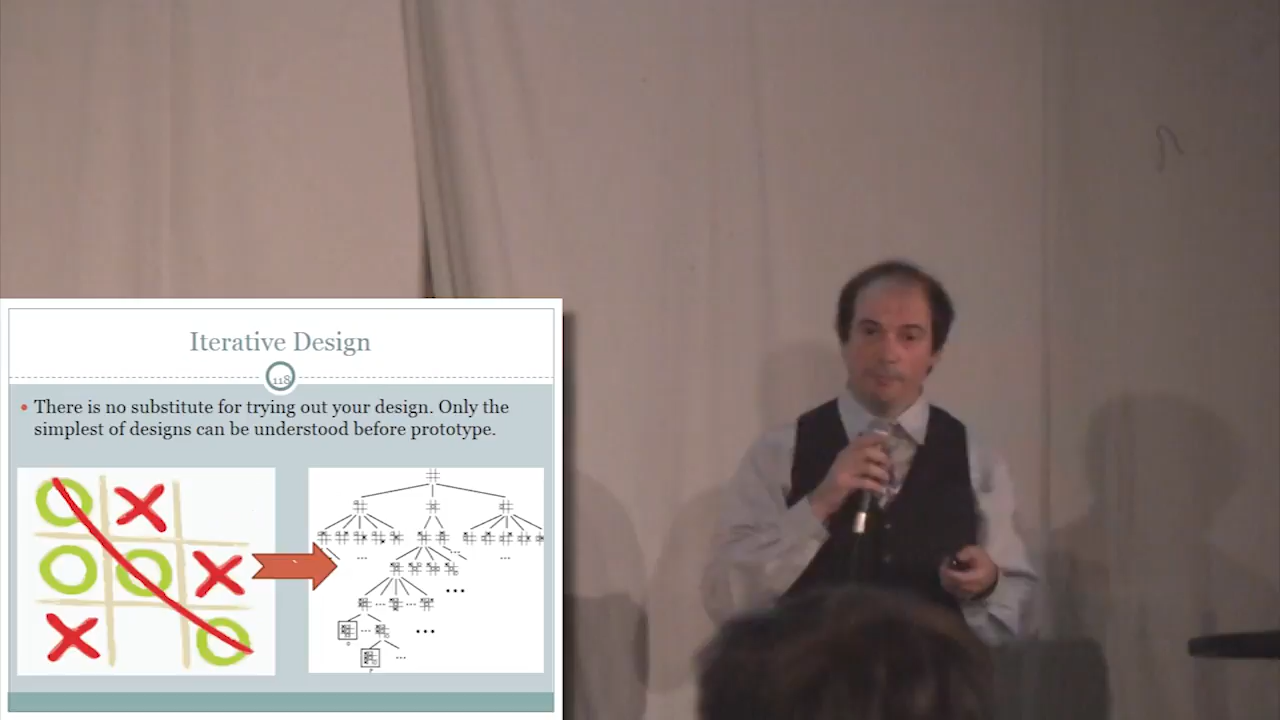 Iterative Design
118
There is no substitute for trying out your design. Only the
simplest of designs can be understood before prototype.